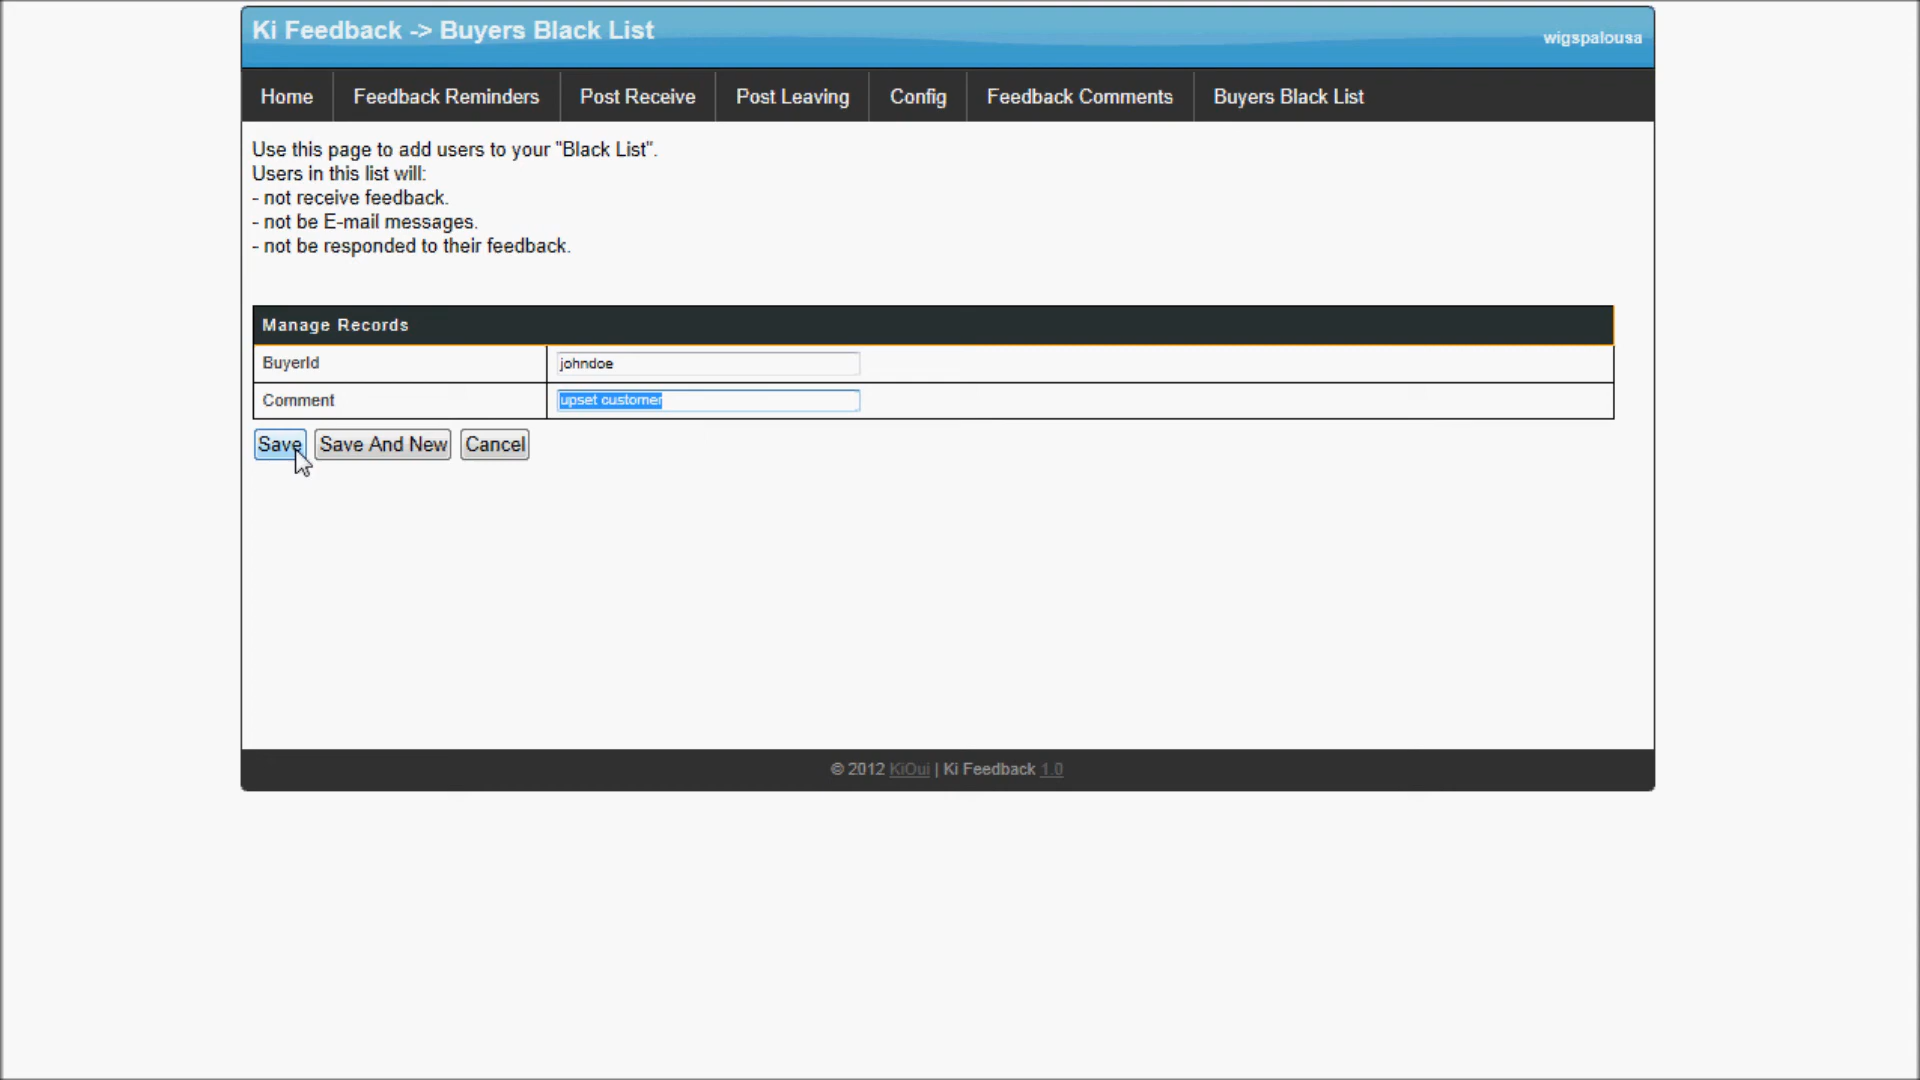 Ki Feedback -> Buyers Black List
wigspalousa
Home Feedback Reminders Post Receive Post Leaving Config Feedback Comments Buyers Black List
Use this page to add users to your "Black List".
Users in this list will:
- not receive feedback.
- not be E-mail messages.
- not be responded to their feedback.
Manage Records
BuyerId johndoe
Comment upset customer
Save Save And New Cancel
© 2012 KiOui | Ki Feedback 1.0